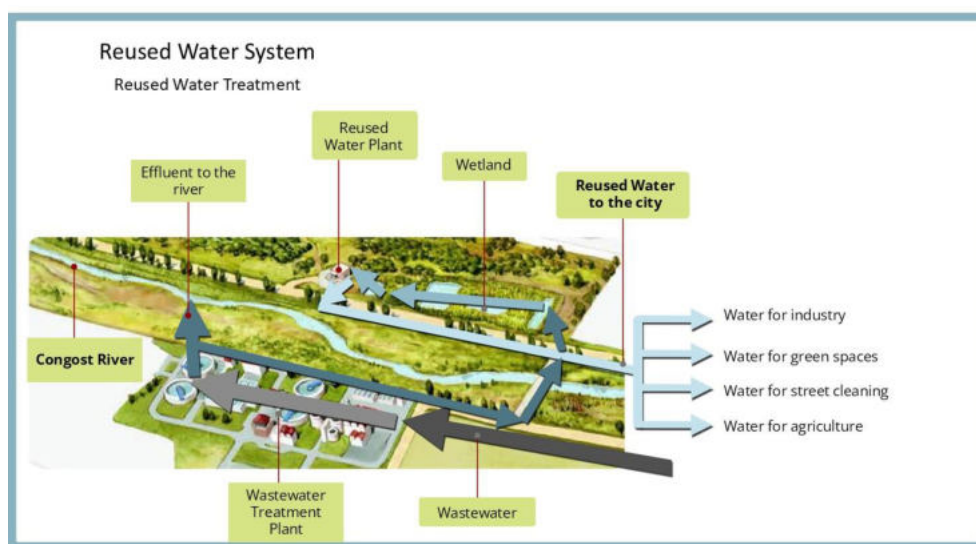 Reused Water System
Reused Water Treatment
Reused
Water Plant
Effluent to the
river
Wetland
Reused Water
to the city
Congost River
Water for industry
Water for green spaces
Water for street cleaning
Water for agriculture
Wastewater
Treatment
Plant
Wastewater